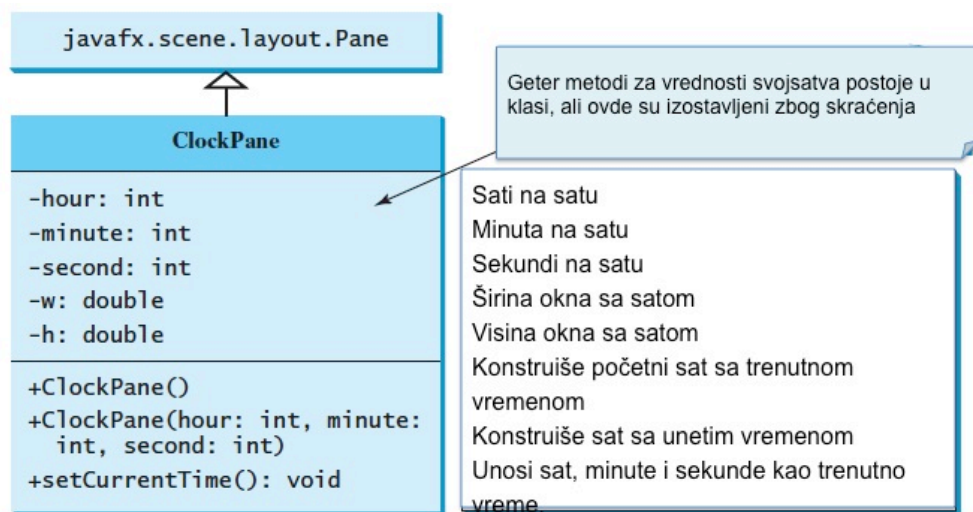 javafx.scene.layout.Pane
Geter metodi za vrednosti svojsatva postoje u
klasi, ali ovde su izostavljeni zbog skraćenja
ClockPane
-hour: int
-minute: int
-second: int
-w: double
-h: double
+ClockPane()
+ClockPane(hour: int, minute:
int, second: int)
+setCurrentTime(): void
Sati na satu
Minuta na satu
Sekundi na satu
Širina okna sa satom
Visina okna sa satom
Konstruiše početni sat sa trenutnom
vremenom
Konstruiše sat sa unetim vremenom
Unosi sat, minute i sekunde kao trenutno
vreme.